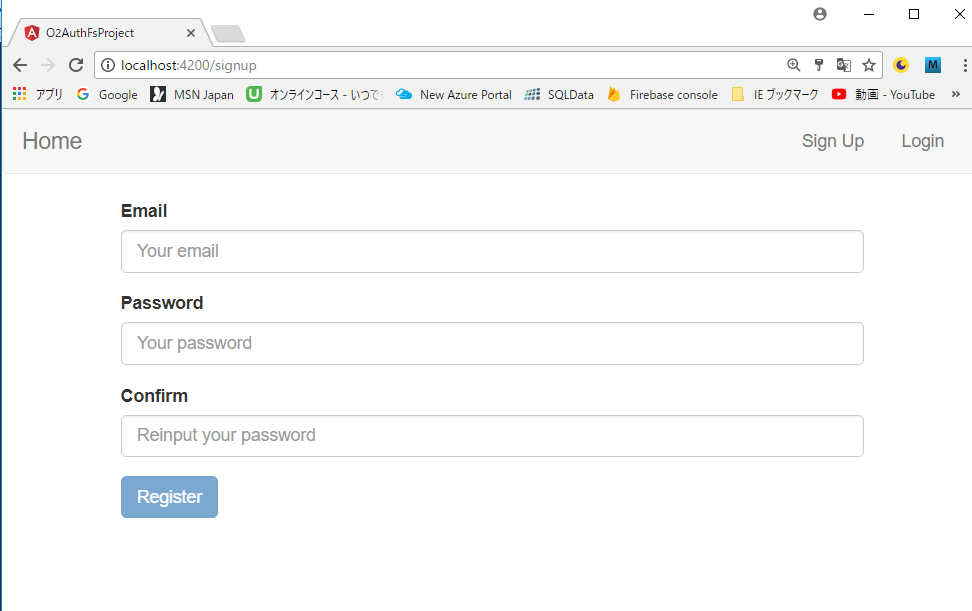 O2AuthFsProject
localhost:4200/signup
アプリ Google MSN Japan オンラインコース - いつでも New Azure Portal SQLData Firebase console IE ブックマーク 動画 - YouTube »
Home Sign Up Login
Email
Your email
Password
Your password
Confirm
Reinput your password
Register